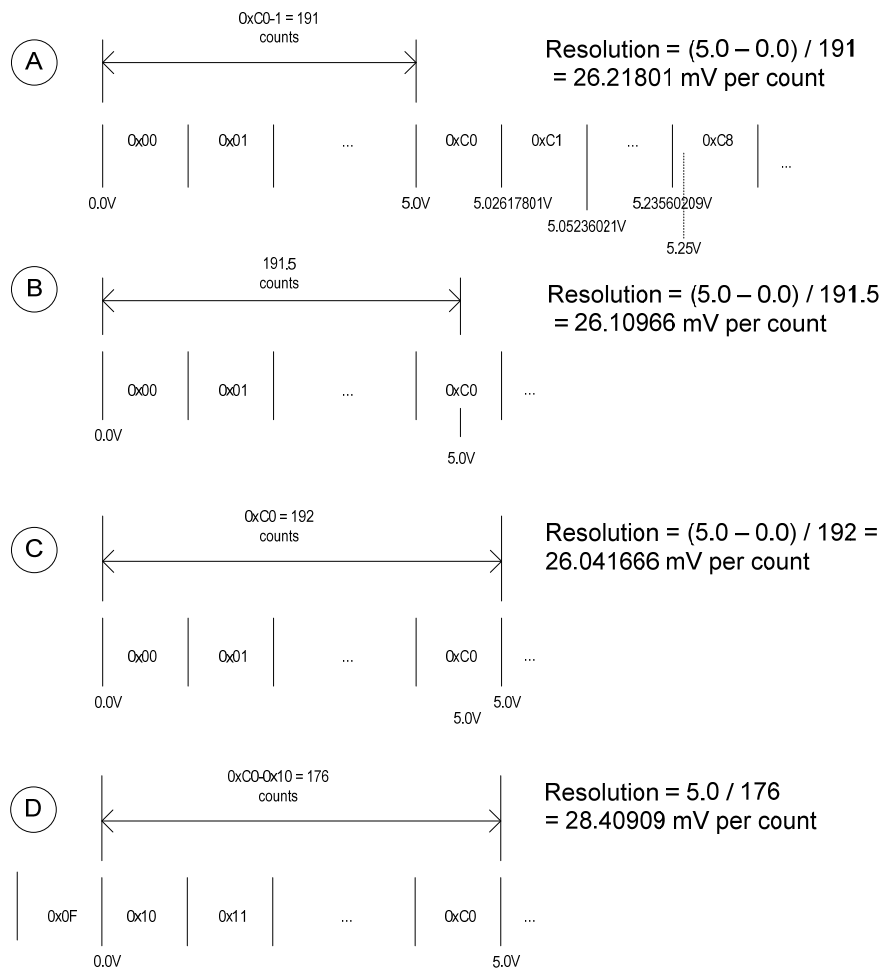 0xC0-1 = 191
counts
A
Resolution = (5.0 – 0.0) / 191
= 26.21801 mV per count
0x00 0x01 ... 0xC0 0xC1 ... 0xC8 ...
0.0V 5.0V 5.02617801V 5.23560209V
5.05236021V
5.25V
191.5
counts
B
Resolution = (5.0 – 0.0) / 191.5
= 26.10966 mV per count
0x00 0x01 ... 0xC0 ...
0.0V
5.0V
0xC0 = 192
counts
C
Resolution = (5.0 – 0.0) / 192 =
26.041666 mV per count
0x00 0x01 ... 0xC0 ...
0.0V 5.0V
5.0V
0xC0-0x10 = 176
counts
D
Resolution = 5.0 / 176
= 28.40909 mV per count
0x0F 0x10 0x11 ... 0xC0 ...
0.0V 5.0V